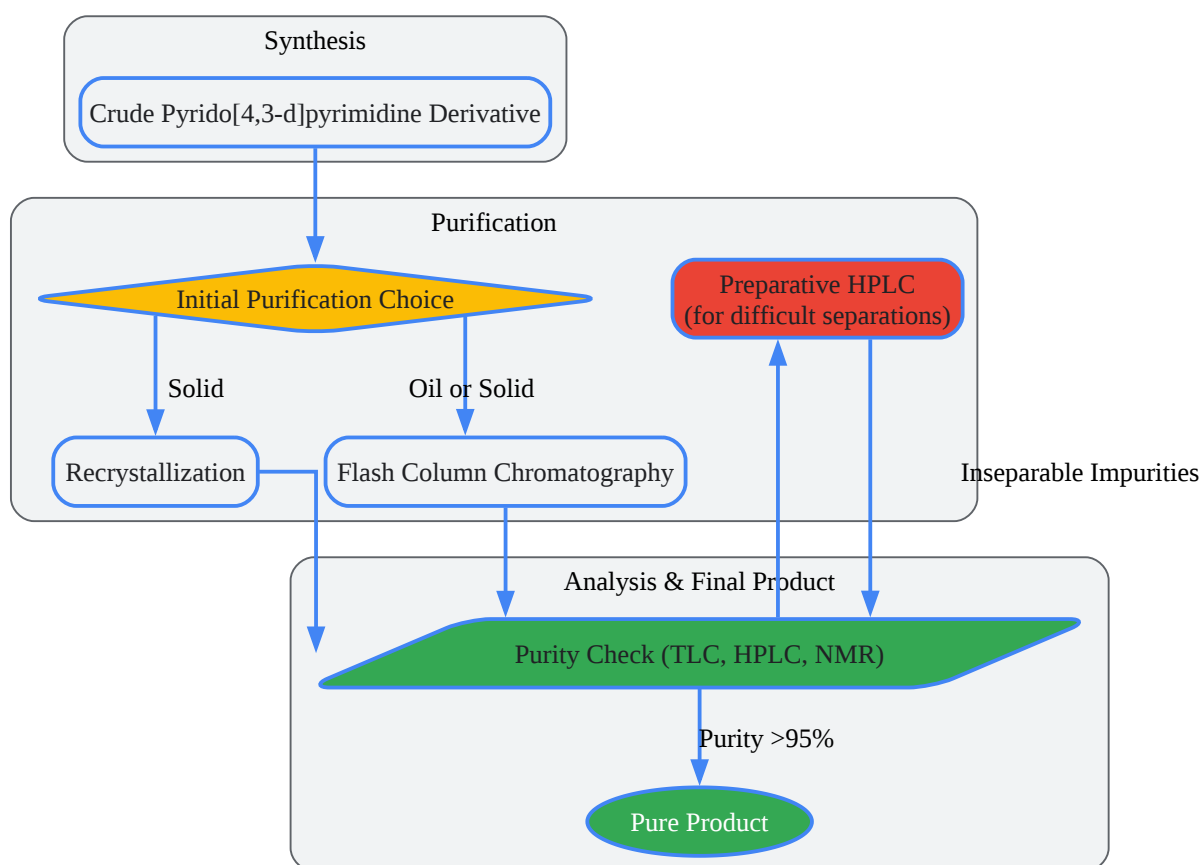 Synthesis
Crude Pyrido[4,3-d]pyrimidine Derivative
Purification
Initial Purification Choice
Preparative HPLC
(for difficult separations)
Solid
Oil or Solid
Recrystallization
Flash Column Chromatography
Inseparable Impurities
Analysis & Final Product
Purity Check (TLC, HPLC, NMR)
Purity >95%
Pure Product